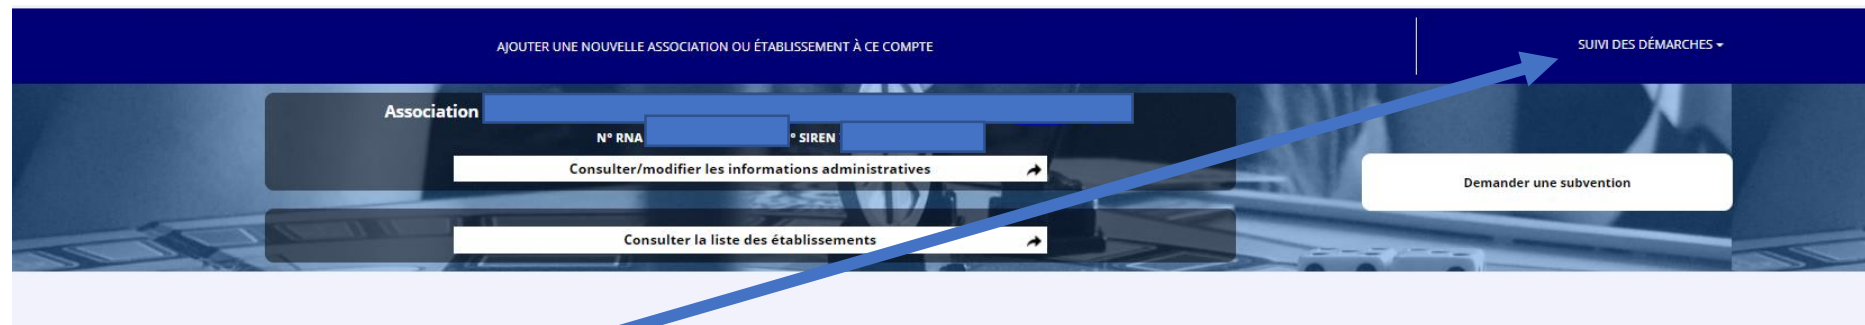 AJOUTER UNE NOUVELLE ASSOCIATION OU ÉTABLISSEMENT À CE COMPTE
SUIVI DES DÉMARCHES
Association
N° RNA ° SIREN
Consulter/modifier les informations administratives
Demander une subvention
Consulter la liste des établissements